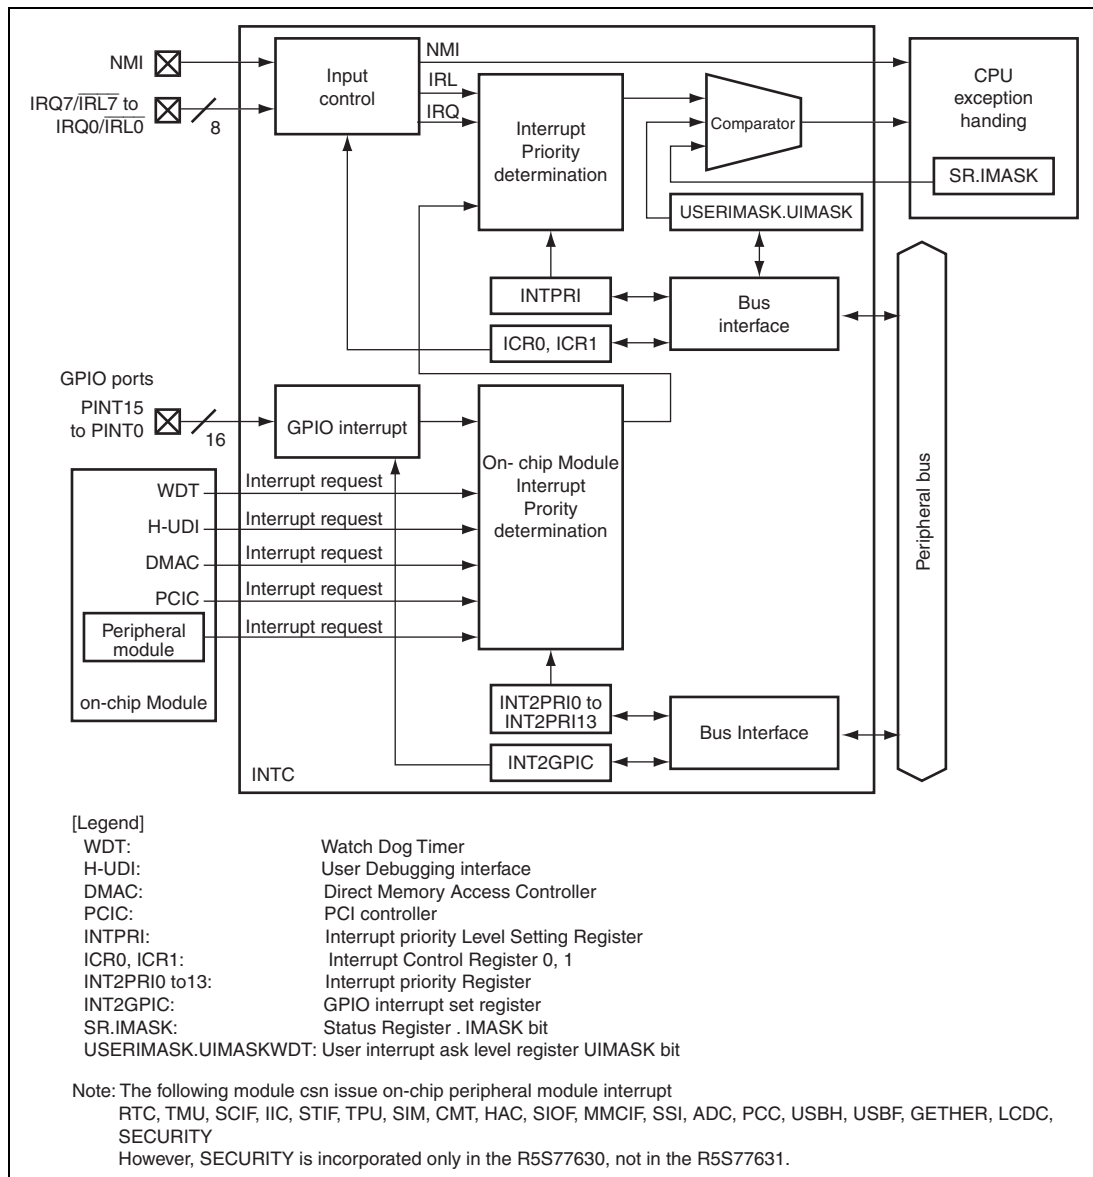 NMI
IRQ7/IRL7 to
IRQ0/IRL0
8
Input
control
NMI
IRL
IRQ
Interrupt
Priority
determination
Comparator
CPU
exception
handing
SR.IMASK
USERIMASK.UIMASK
INTPRI
ICR0, ICR1
Bus
interface
GPIO ports
PINT15
to PINT0
16
GPIO interrupt
On- chip Module
Interrupt
Prority
determination
Peripheral bus
WDT
Interrupt request
H-UDI
Interrupt request
DMAC
Interrupt request
PCIC
Interrupt request
Peripheral
module
Interrupt request
on-chip Module
INT2PRI0 to
INT2PRI13
INT2GPIC
Bus Interface
INTC
[Legend]
WDT: Watch Dog Timer
H-UDI: User Debugging interface
DMAC: Direct Memory Access Controller
PCIC: PCI controller
INTPRI: Interrupt priority Level Setting Register
ICR0, ICR1: Interrupt Control Register 0, 1
INT2PRI0 to13: Interrupt priority Register
INT2GPIC: GPIO interrupt set register
SR.IMASK: Status Register . IMASK bit
USERIMASK.UIMASKWDT: User interrupt ask level register UIMASK bit
Note: The following module csn issue on-chip peripheral module interrupt
RTC, TMU, SCIF, IIC, STIF, TPU, SIM, CMT, HAC, SIOF, MMCIF, SSI, ADC, PCC, USBH, USBF, GETHER, LCDC,
SECURITY
However, SECURITY is incorporated only in the R5S77630, not in the R5S77631.